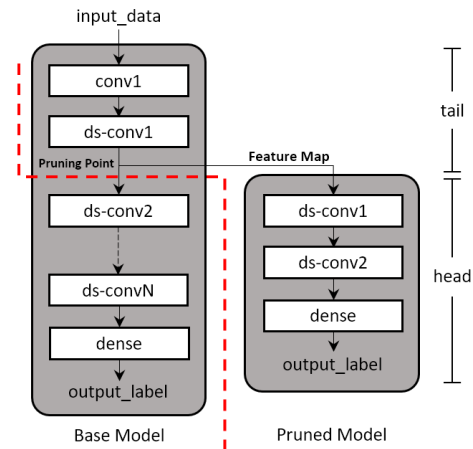 input_data
conv1
ds-conv1
tail
Pruning Point
Feature Map
ds-conv2
ds-convN
dense
output_label
Base Model
ds-conv1
ds-conv2
dense
output_label
Pruned Model
head